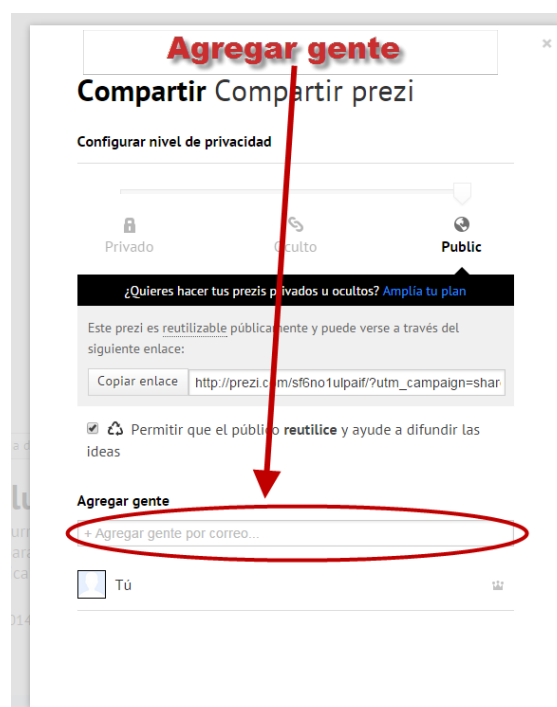 Agregar gente
×
Compartir Compartir prezi
Configurar nivel de privacidad
Privado
Oculto
Public
¿Quieres hacer tus prezis privados u ocultos? Amplía tu plan
Este prezi es reutilizable públicamente y puede verse a través del
siguiente enlace:
Copiar enlace
http://prezi.com/sf6no1ulpaif/?utm_campaign=shar
Permitir que el público reutilice y ayude a difundir las
ideas
Agregar gente
+ Agregar gente por correo...
Tú